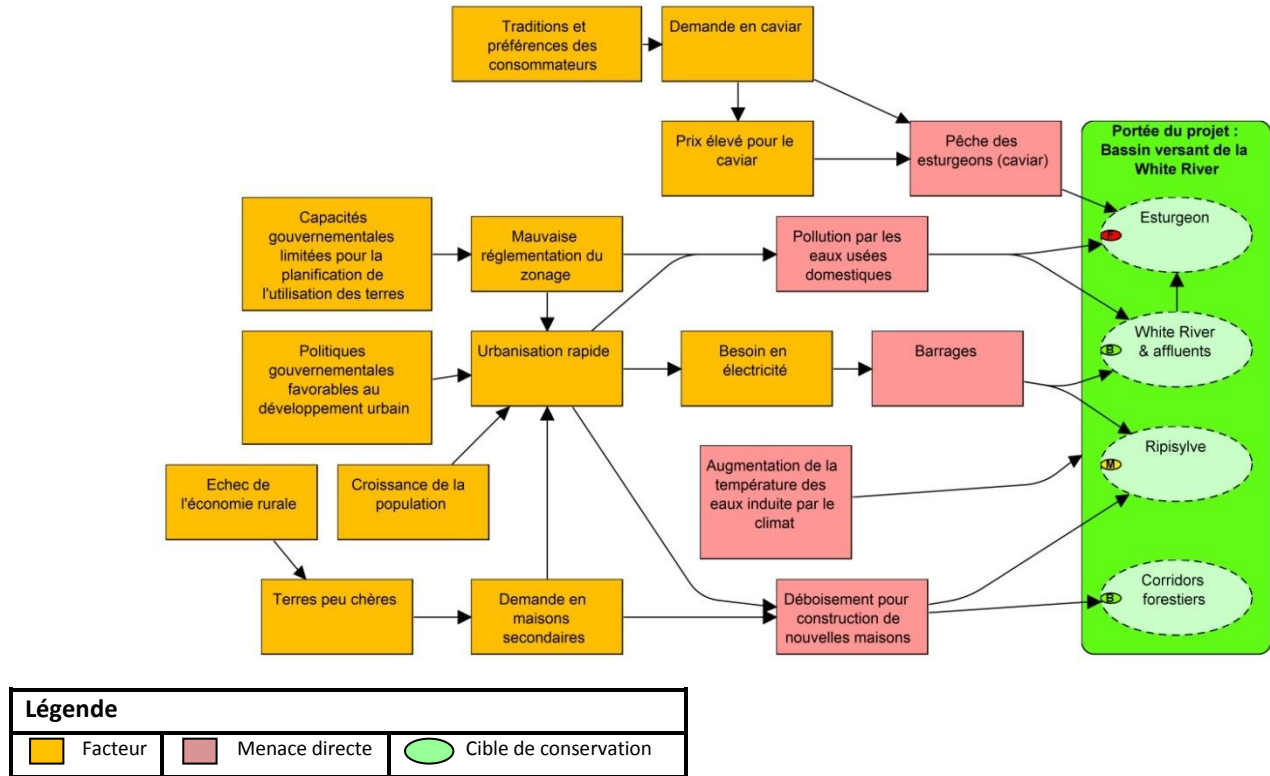 Traditions et
préférences des
consommateurs
Demande en caviar
Prix élevé pour le
caviar
Pêche des
esturgeons (caviar)
Portée du projet :
Bassin versant de la
White River
Esturgeon
F
Capacités
gouvernementales
limitées pour la
planification de
l'utilisation des terres
Mauvaise
réglementation du
zonage
Pollution par les
eaux usées
domestiques
Politiques
gouvernementales
favorables au
développement urbain
Urbanisation rapide
Besoin en
électricité
Barrages
White River
& affluents
B
Echec de
l'économie rurale
Croissance de la
population
Augmentation de la
température des
eaux induite par le
climat
Ripisylve
M
Terres peu chères
Demande en
maisons
secondaires
Déboisement pour
construction de
nouvelles maisons
Corridors
forestiers
B
Légende
Facteur
Menace directe
Cible de conservation